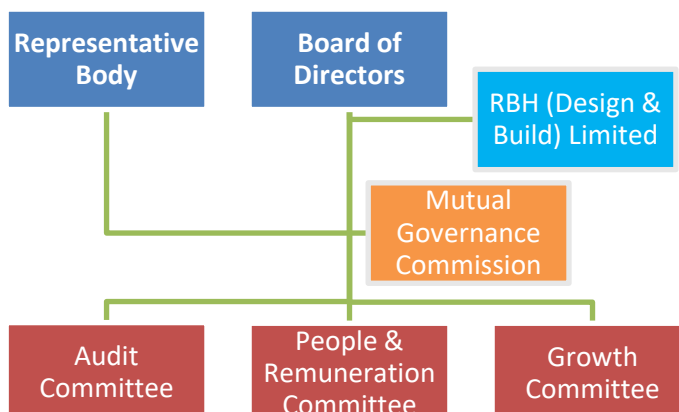 Representative
Body
Board of
Directors
RBH (Design &
Build) Limited
Mutual
Governance
Commission
Audit
Committee
People &
Remuneration
Committee
Growth
Committee